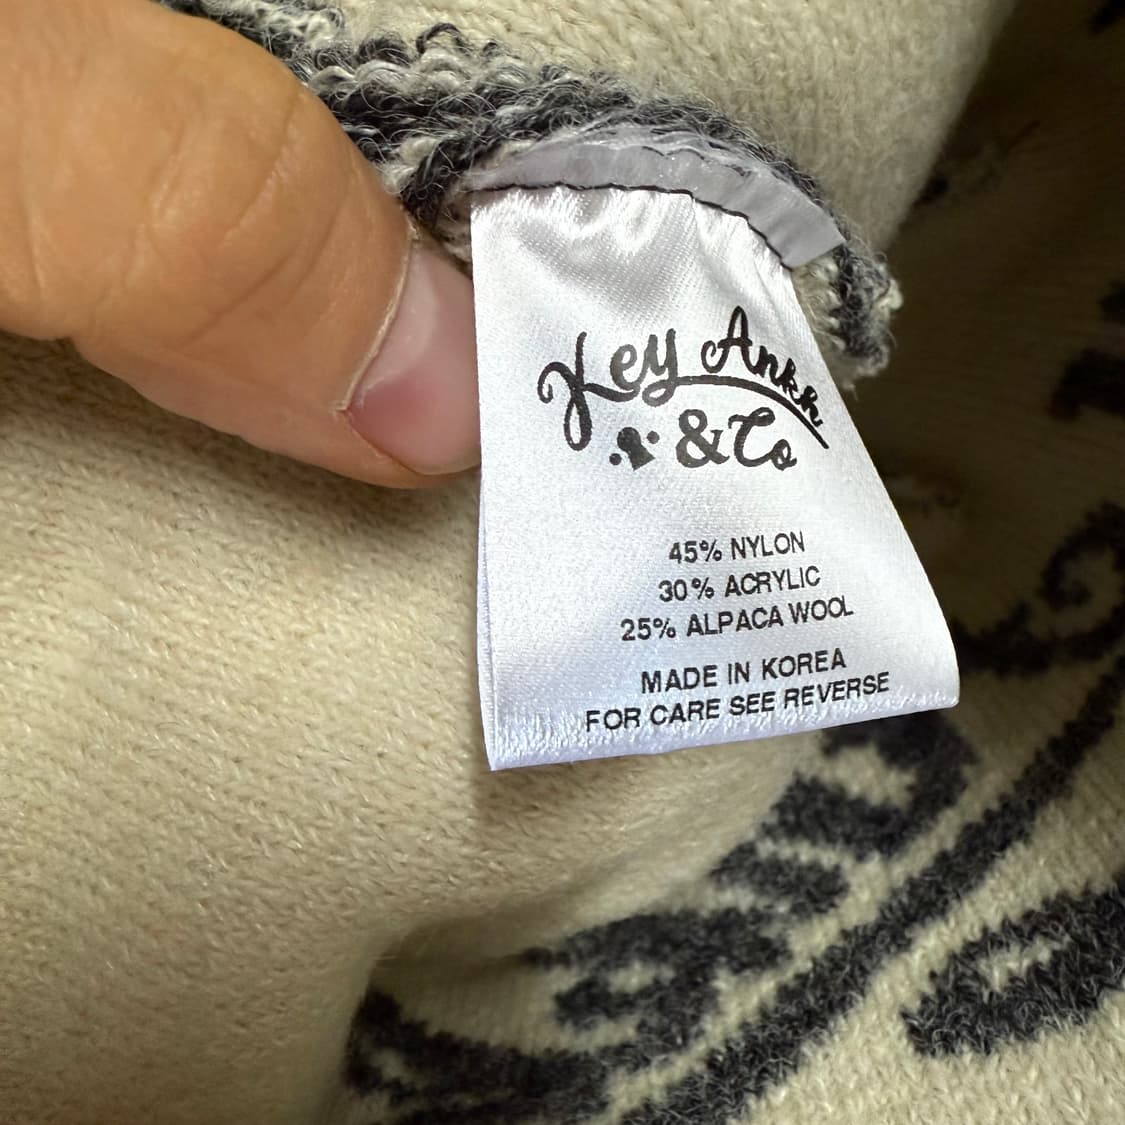 Key Ankh
&Co
45% NYLON
30% ACRYLIC
25% ALPACA WOOL
MADE IN KOREA
FOR CARE SEE REVERSE